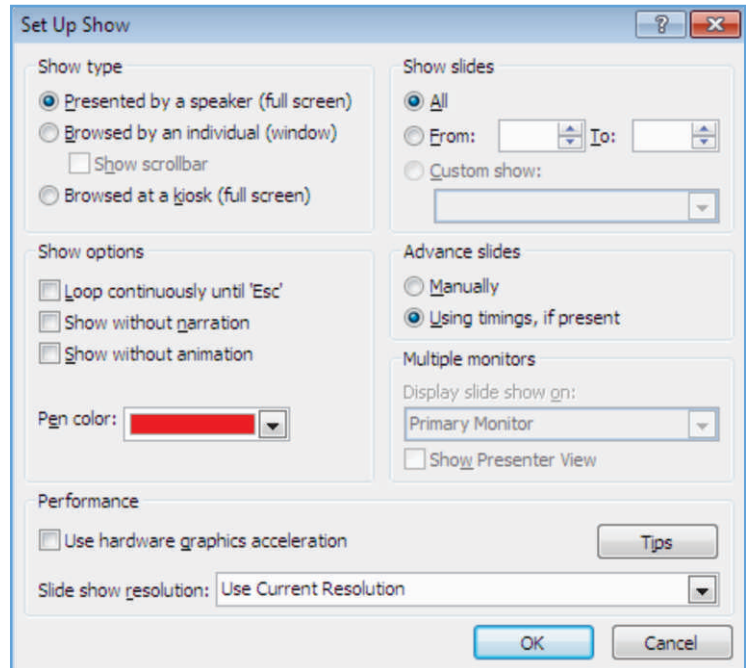 Set Up Show
Show type
Presented by a speaker (full screen)
Browsed by an individual (window)
Show scrollbar
Browsed at a kiosk (full screen)
Show slides
All
From: To:
Custom show:
Show options
Loop continuously until 'Esc'
Show without narration
Show without animation
Pen color:
Advance slides
Manually
Using timings, if present
Multiple monitors
Display slide show on:
Primary Monitor
Show Presenter View
Performance
Use hardware graphics acceleration
Tips
Slide show resolution: Use Current Resolution
OK Cancel